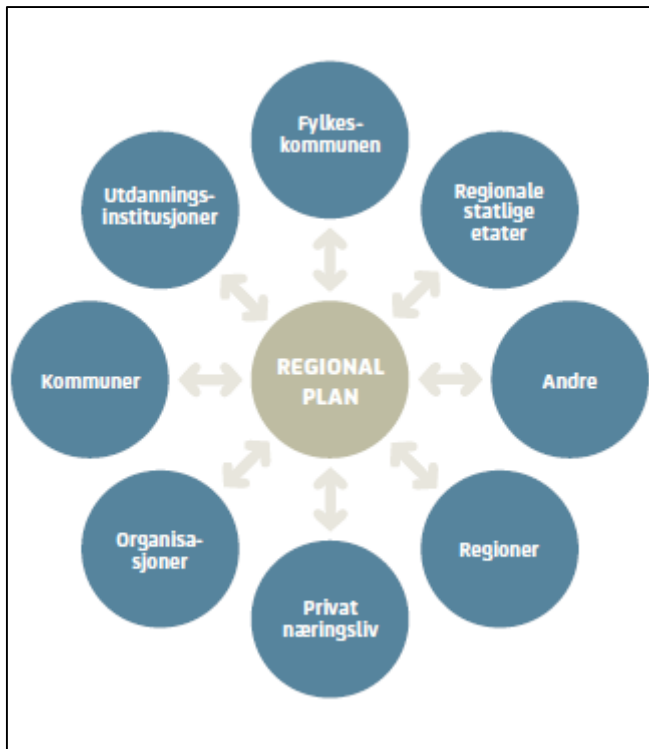 Fylkes-
kommunen
Regionale
statlige
etater
Andre
Regioner
Privat
næringsliv
Organisa-
sjoner
Kommuner
Utdannings-
institusjoner
REGIONAL
PLAN